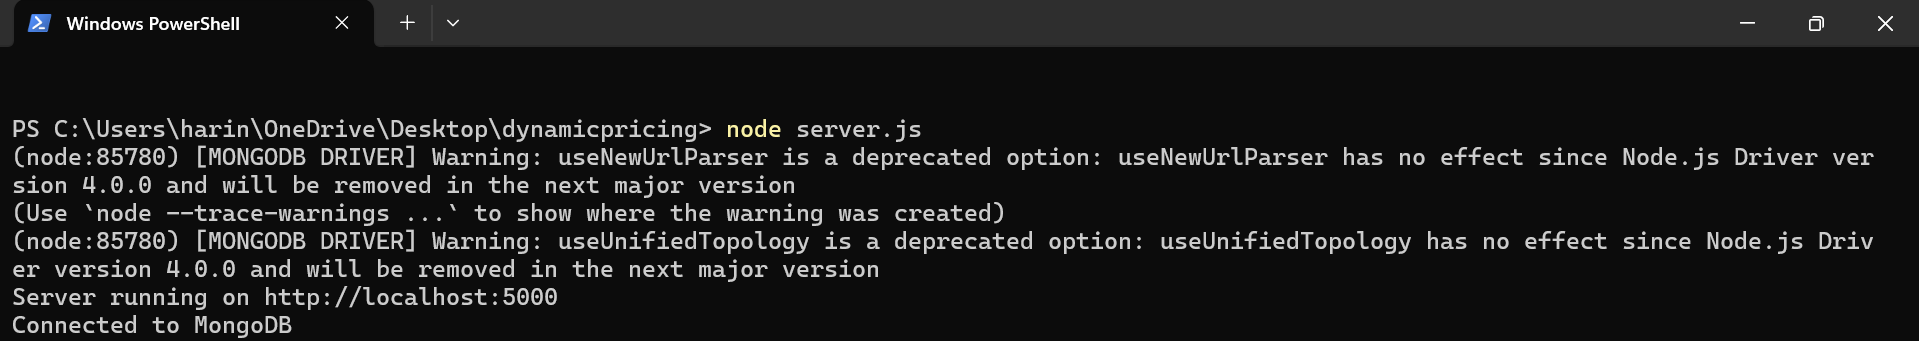 Windows PowerShell
PS C:\Users\harin\OneDrive\Desktop\dynamicpricing> node server.js
(node:85780) [MONGODB DRIVER] Warning: useNewUrlParser is a deprecated option: useNewUrlParser has no effect since Node.js Driver ver
sion 4.0.0 and will be removed in the next major version
(Use `node --trace-warnings ...` to show where the warning was created)
(node:85780) [MONGODB DRIVER] Warning: useUnifiedTopology is a deprecated option: useUnifiedTopology has no effect since Node.js Driv
er version 4.0.0 and will be removed in the next major version
Server running on http://localhost:5000
Connected to MongoDB